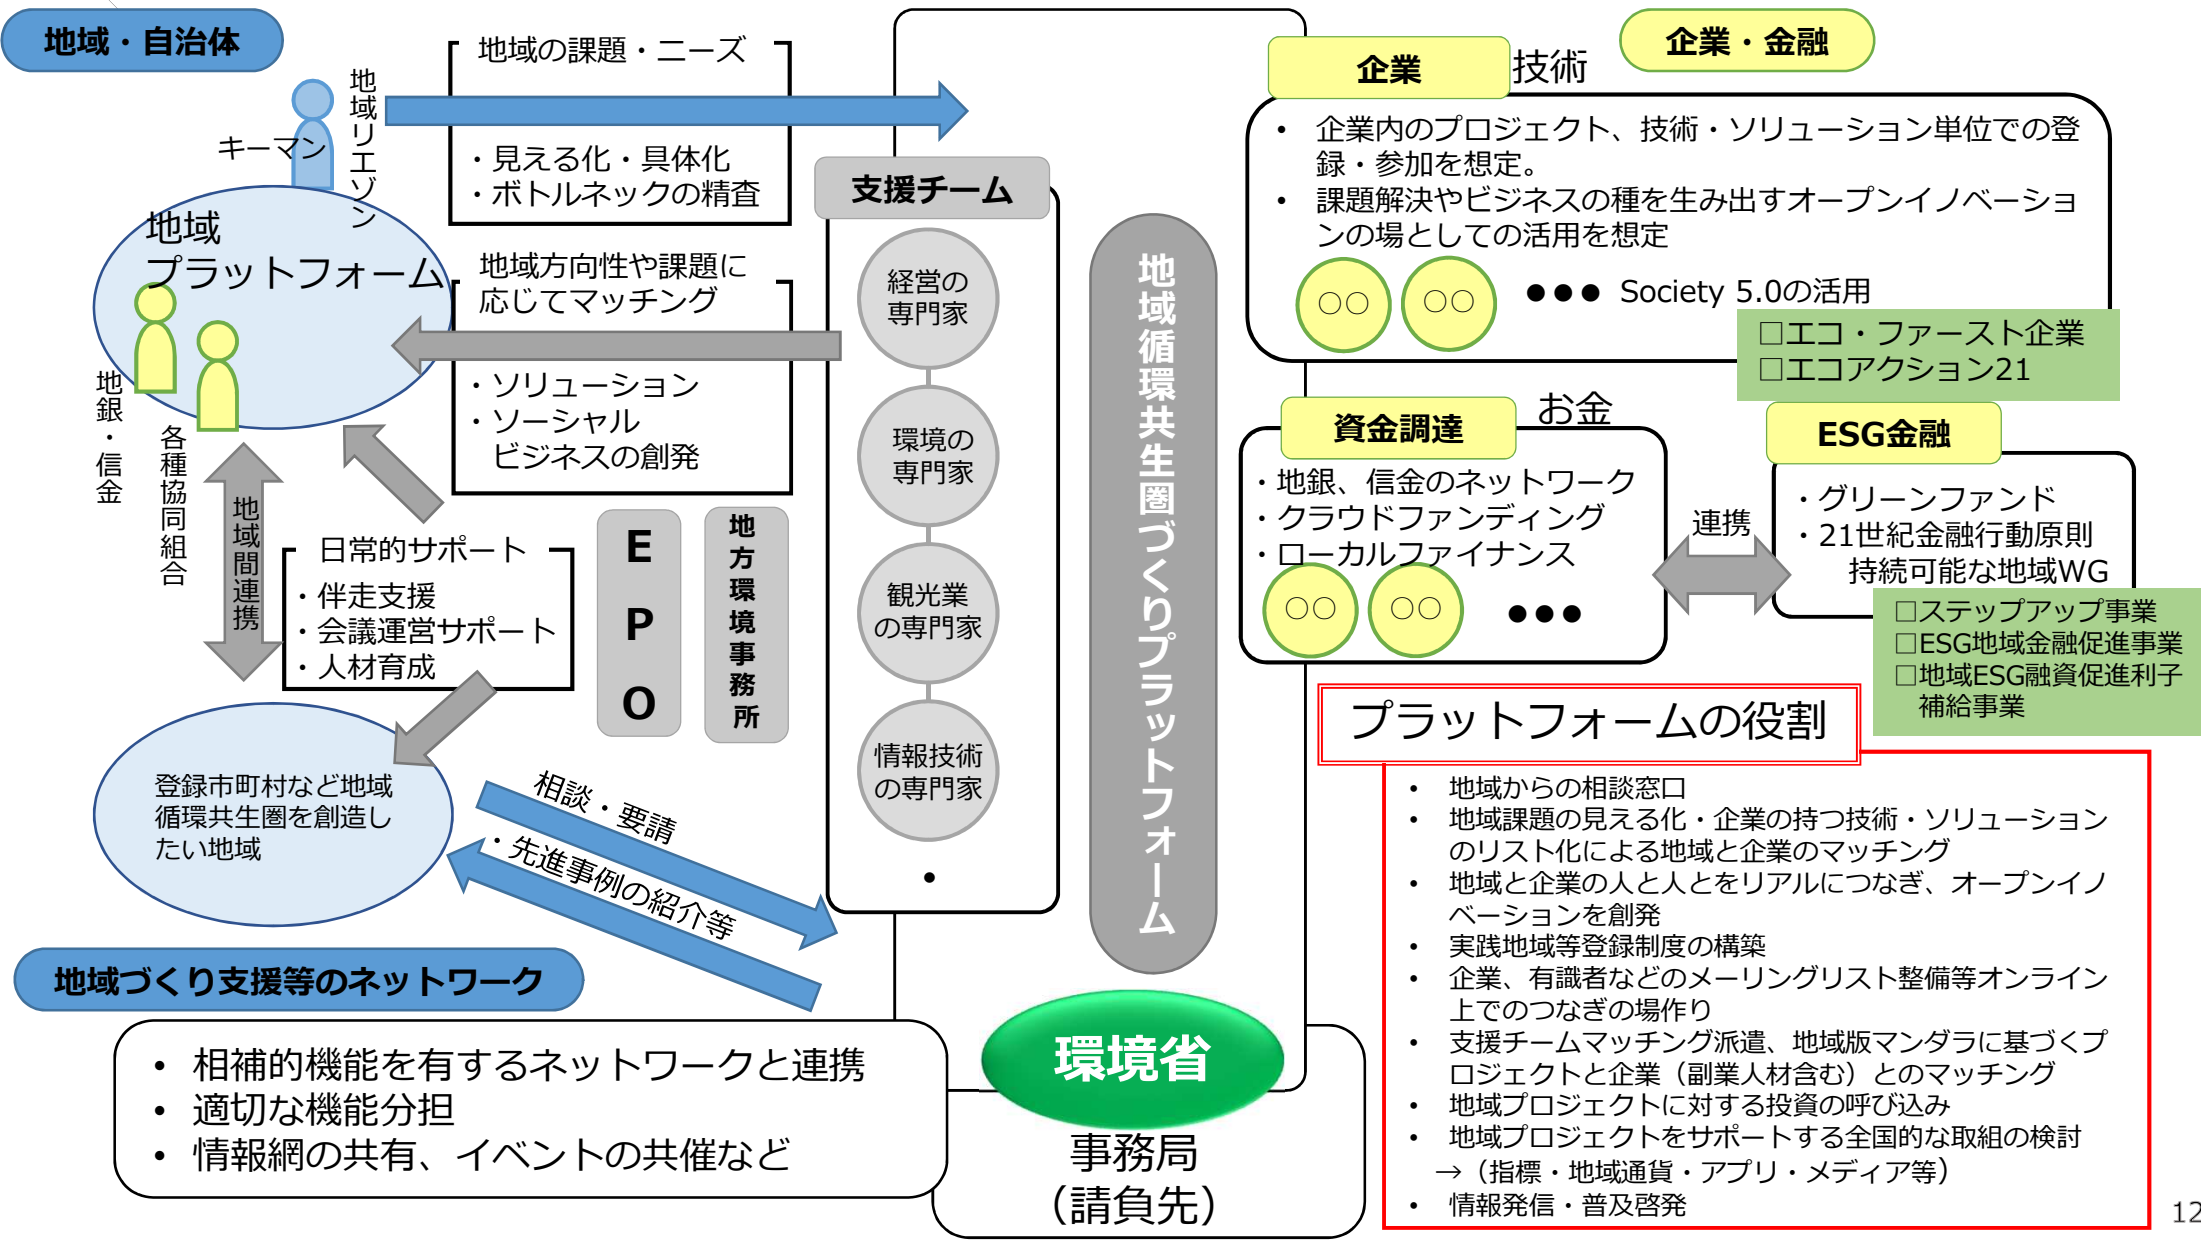 地域・自治体
キーマン
地域リエゾン
地域
プラットフォーム
地銀・信金
各種協同組合
地域間連携
地域の課題・ニーズ
・見える化・具体化
・ボトルネックの精査
地域方向性や課題に
応じてマッチング
・ソリューション
・ソーシャル
ビジネスの創発
日常的サポート
・伴走支援
・会議運営サポート
・人材育成
EPO
地方環境事務所
登録市町村など地域
循環共生圏を創造し
たい地域
相談・要請
・先進事例の紹介等
支援チーム
経営の
専門家
環境の
専門家
観光業
の専門家
情報技術
の専門家
•
地域循環共生圏づくりプラットフォーム
企業・金融
企業
技術
• 企業内のプロジェクト、技術・ソリューション単位での登
録・参加を想定。
• 課題解決やビジネスの種を生み出すオープンイノベーショ
ンの場としての活用を想定
○○
○○
●●● Society 5.0の活用
□エコ・ファースト企業
□エコアクション21
資金調達
お金
・地銀、信金のネットワーク
・クラウドファンディング
・ローカルファイナンス
○○
○○
●●●
連携
ESG金融
・グリーンファンド
・21世紀金融行動原則
持続可能な地域WG
□ステップアップ事業
□ESG地域金融促進事業
□地域ESG融資促進利子
補給事業
プラットフォームの役割
• 地域からの相談窓口
• 地域課題の見える化・企業の持つ技術・ソリューション
のリスト化による地域と企業のマッチング
• 地域と企業の人と人とをリアルにつなぎ、オープンイノ
ベーションを創発
• 実践地域等登録制度の構築
• 企業、有識者などのメーリングリスト整備等オンライン
上でのつなぎの場作り
• 支援チームマッチング派遣、地域版マンダラに基づくプ
ロジェクトと企業（副業人材含む）とのマッチング
• 地域プロジェクトに対する投資の呼び込み
• 地域プロジェクトをサポートする全国的な取組の検討
→（指標・地域通貨・アプリ・メディア等）
• 情報発信・普及啓発
地域づくり支援等のネットワーク
• 相補的機能を有するネットワークと連携
• 適切な機能分担
• 情報網の共有、イベントの共催など
環境省
事務局
（請負先）
12